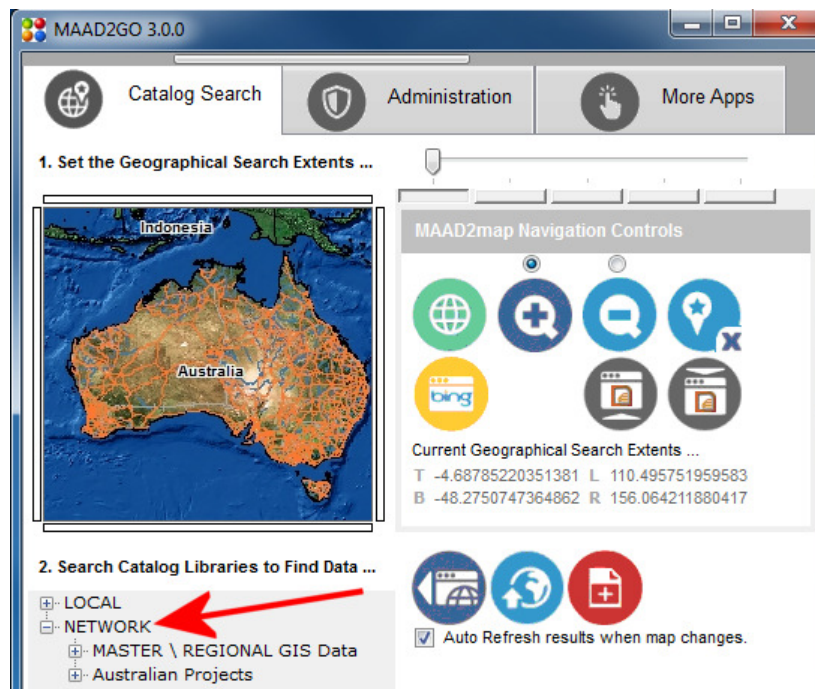 MAAD2GO 3.0.0
Catalog Search
Administration
More Apps
1. Set the Geographical Search Extents ...
Indonesia
Australia
MAAD2map Navigation Controls
X
bing
Current Geographical Search Extents ...
T -4.68785220351381 L 110.495751959583
B -48.2750747364862 R 156.064211880417
2. Search Catalog Libraries to Find Data ...
LOCAL
NETWORK
MASTER \ REGIONAL GIS Data
Australian Projects
Auto Refresh results when map changes.